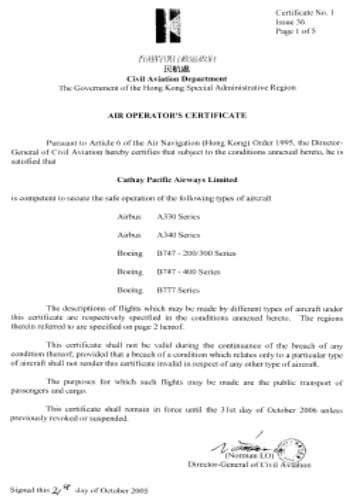 Certificate No. 1
Issue 36
Page 1 of 5
民航處
Civil Aviation Department
The Government of the Hong Kong Special Administrative Region
AIR OPERATOR'S CERTIFICATE
Pursuant to Article 6 of the Air Navigation (Hong Kong) Order 1995, the Director-
General of Civil Aviation hereby certifies that subject to the conditions annexed hereto, he is
satisfied that
Cathay Pacific Airways Limited
is competent to secure the safe operation of the following types of aircraft
Airbus A330 Series
Airbus A340 Series
Boeing B747 - 200/300 Series
Boeing B747 - 400 Series
Boeing B777 Series
The descriptions of flights which may be made by different types of aircraft under
this certificate are respectively specified in the conditions annexed hereto. The regions
therein referred to are specified on page 2 hereof.
This certificate shall not be valid during the continuance of the breach of any
condition thereof; provided that a breach of a condition which relates only to a particular type
of aircraft shall not render this certificate invalid in respect of any other type of aircraft.
The purposes for which such flights may be made are the public transport of
passengers and cargo.
This certificate shall remain in force until the 31st day of October 2006 unless
previously revoked or suspended.
(Norman LO)
Director-General of Civil Aviation
Signed this 21st day of October 2005